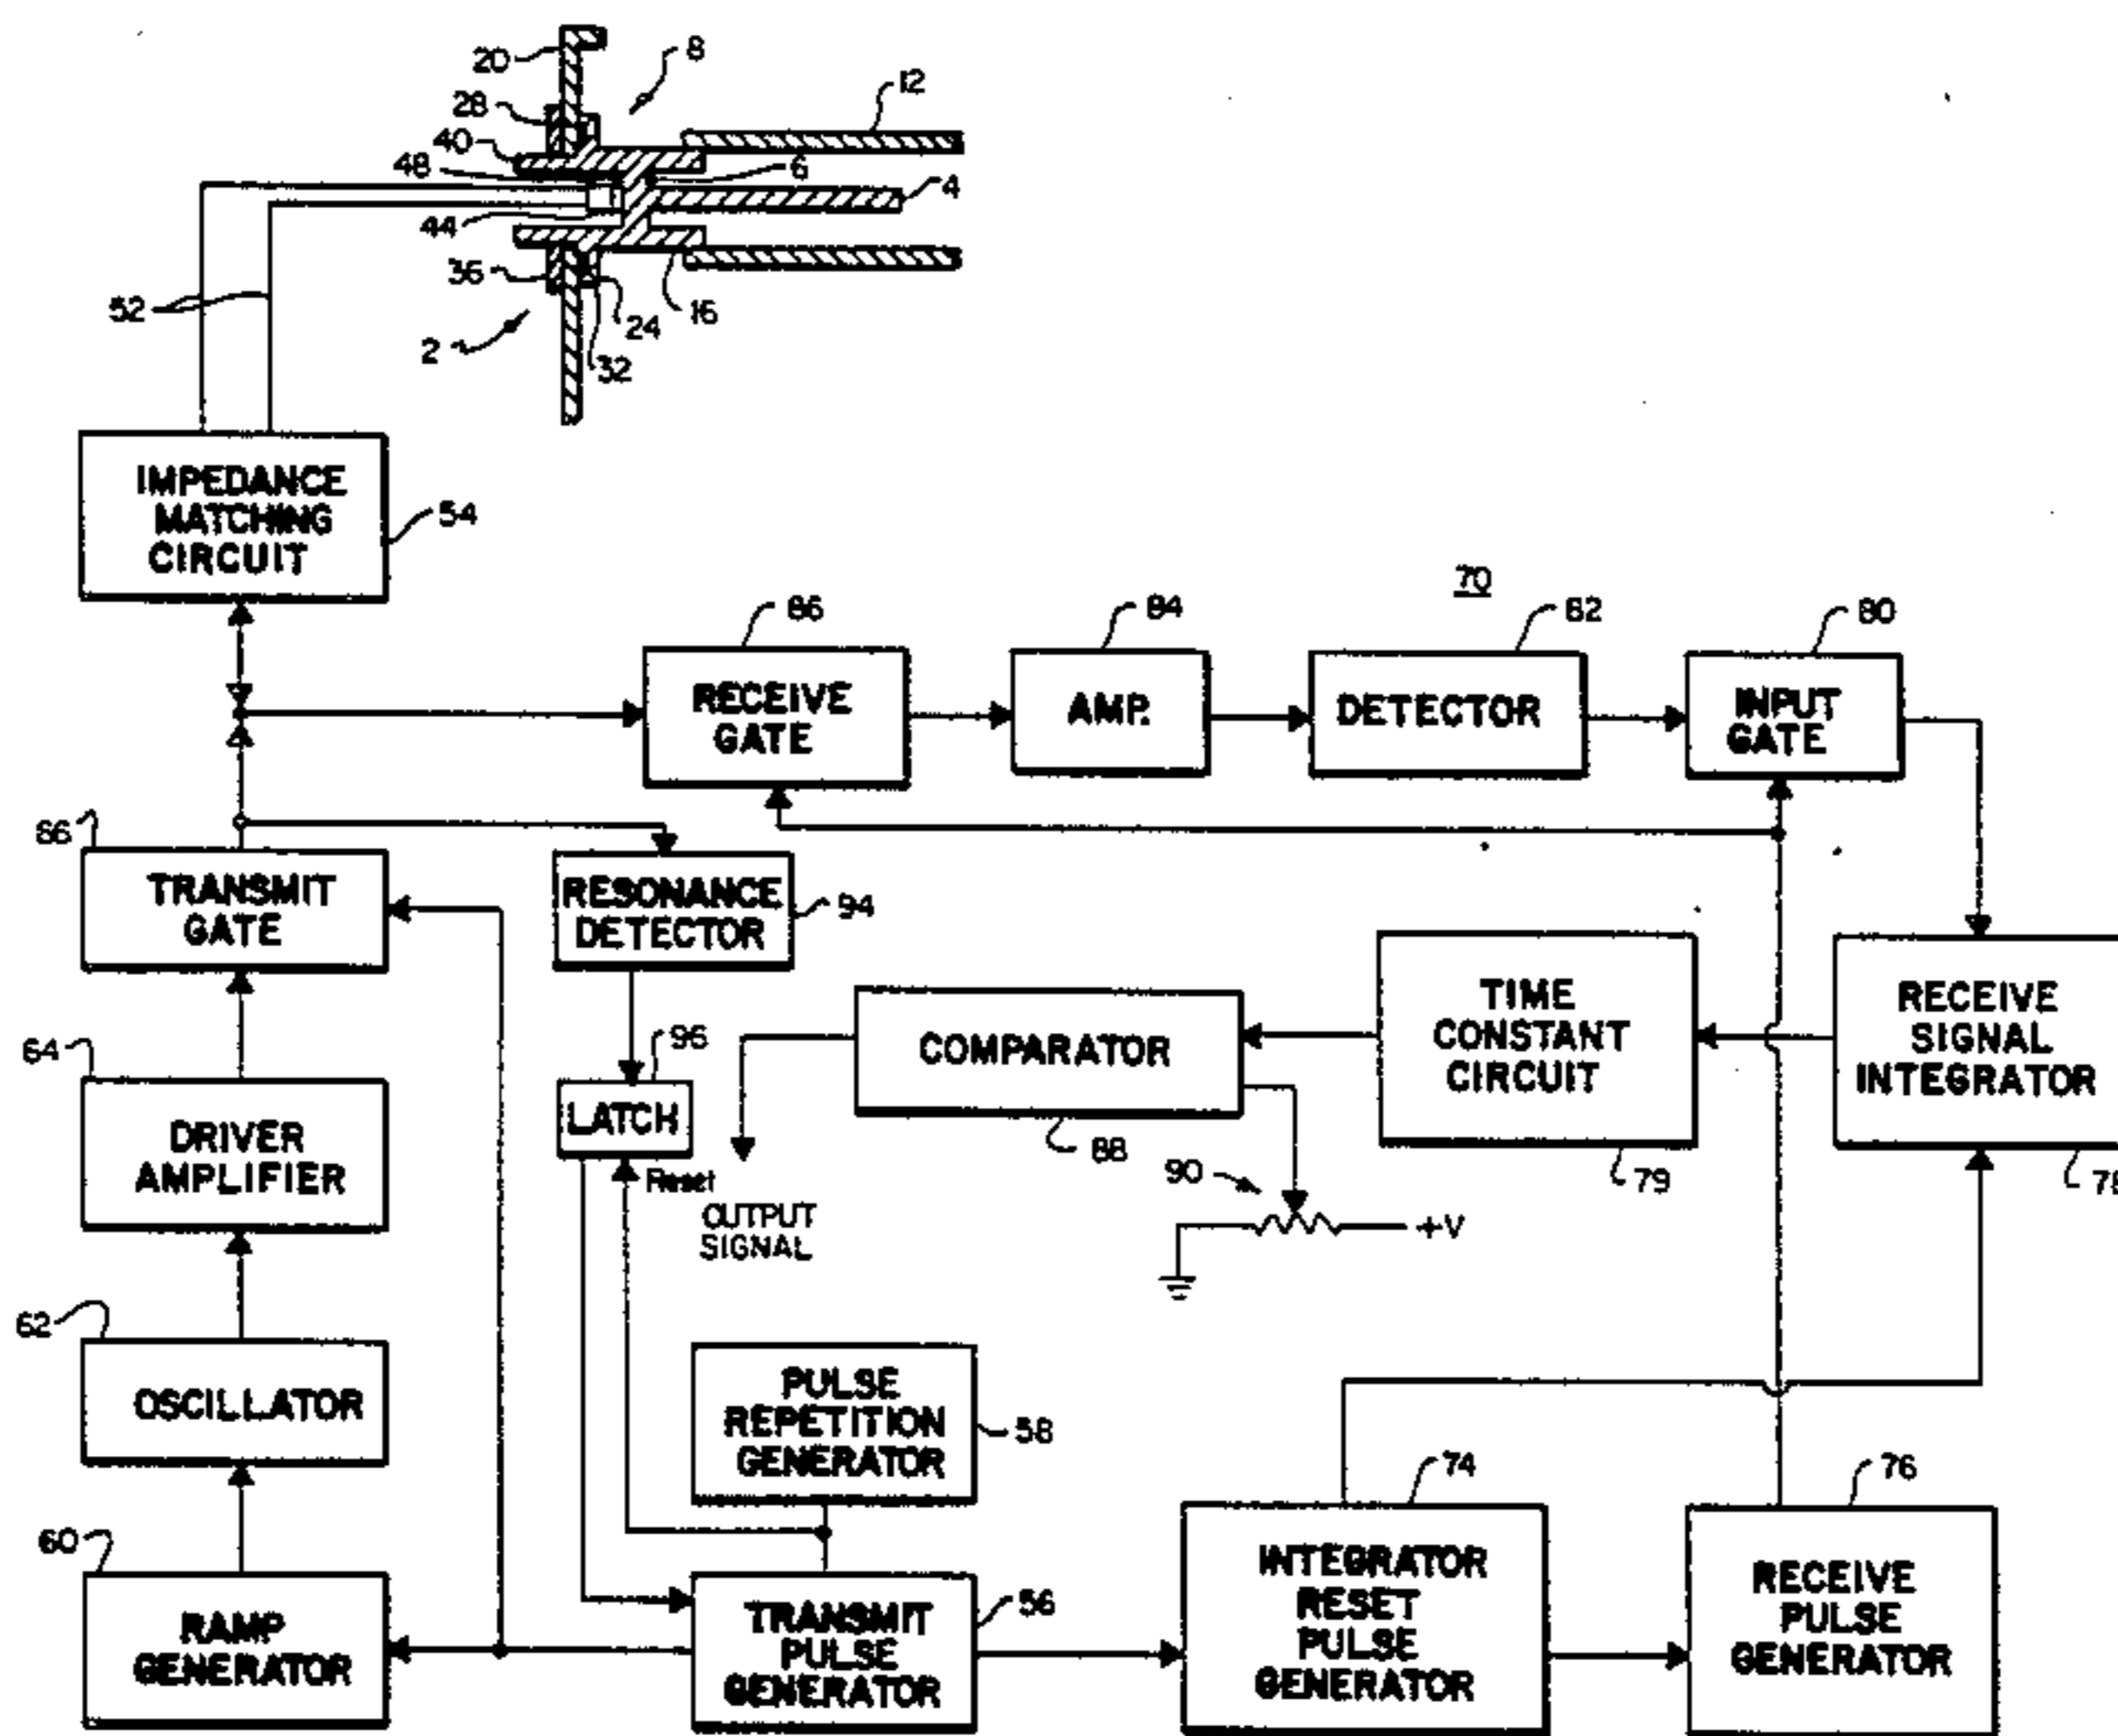 20
8
28
12
40
48
6
4
44
36
16
52
24
2
32
IMPEDANCE
MATCHING
CIRCUIT
54
70
86
84
82
80
RECEIVE
GATE
AMP.
DETECTOR
INPUT
GATE
66
TRANSMIT
GATE
RESONANCE
DETECTOR
94
TIME
CONSTANT
CIRCUIT
RECEIVE
SIGNAL
INTEGRATOR
64
96
COMPARATOR
LATCH
DRIVER
AMPLIFIER
88
79
Reset
90
OUTPUT
SIGNAL
+V
62
OSCILLATOR
PULSE
REPETITION
GENERATOR
58
74
76
60
RAMP
GENERATOR
TRANSMIT
PULSE
GENERATOR
56
INTEGRATOR
RESET
PULSE
GENERATOR
RECEIVE
PULSE
GENERATOR